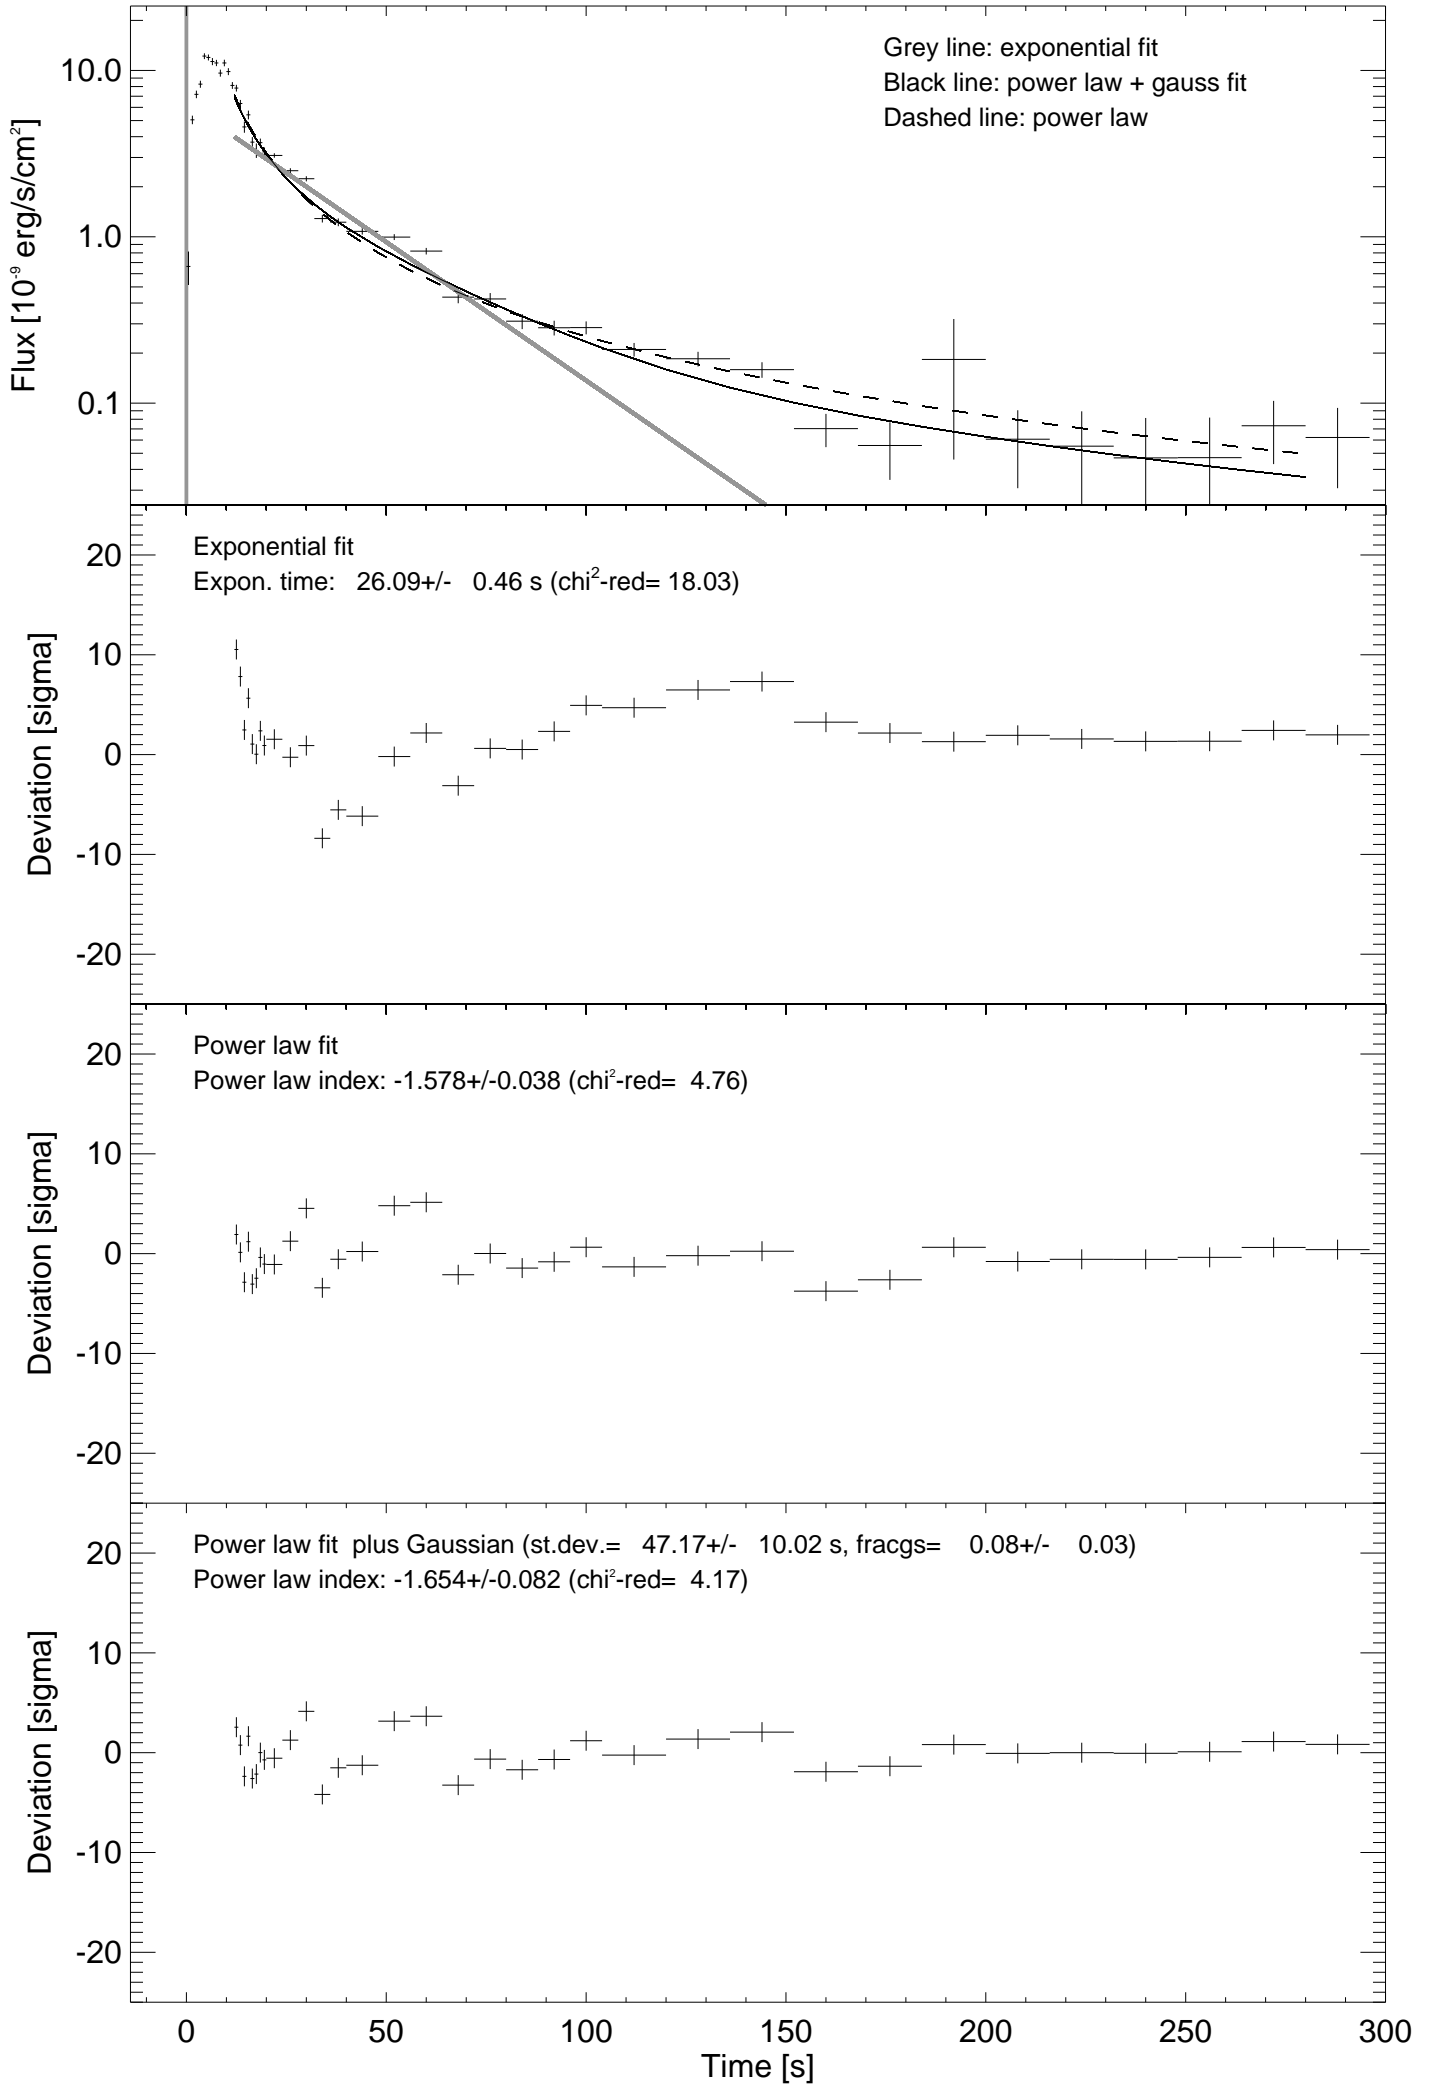 Grey line: exponential fit
Black line: power law + gauss fit
Dashed line: power law
10.0
1.0
0.1
Flux [10⁻⁹ erg/s/cm²]
Exponential fit
Expon. time: 26.09+/- 0.46 s (chi²-red= 18.03)
20
10
0
-10
-20
Deviation [sigma]
Power law fit
Power law index: -1.578+/-0.038 (chi²-red= 4.76)
20
10
0
-10
-20
Deviation [sigma]
Power law fit plus Gaussian (st.dev.= 47.17+/- 10.02 s, fracgs= 0.08+/- 0.03)
Power law index: -1.654+/-0.082 (chi²-red= 4.17)
20
10
0
-10
-20
Deviation [sigma]
0 50 100 150 200 250 300
Time [s]